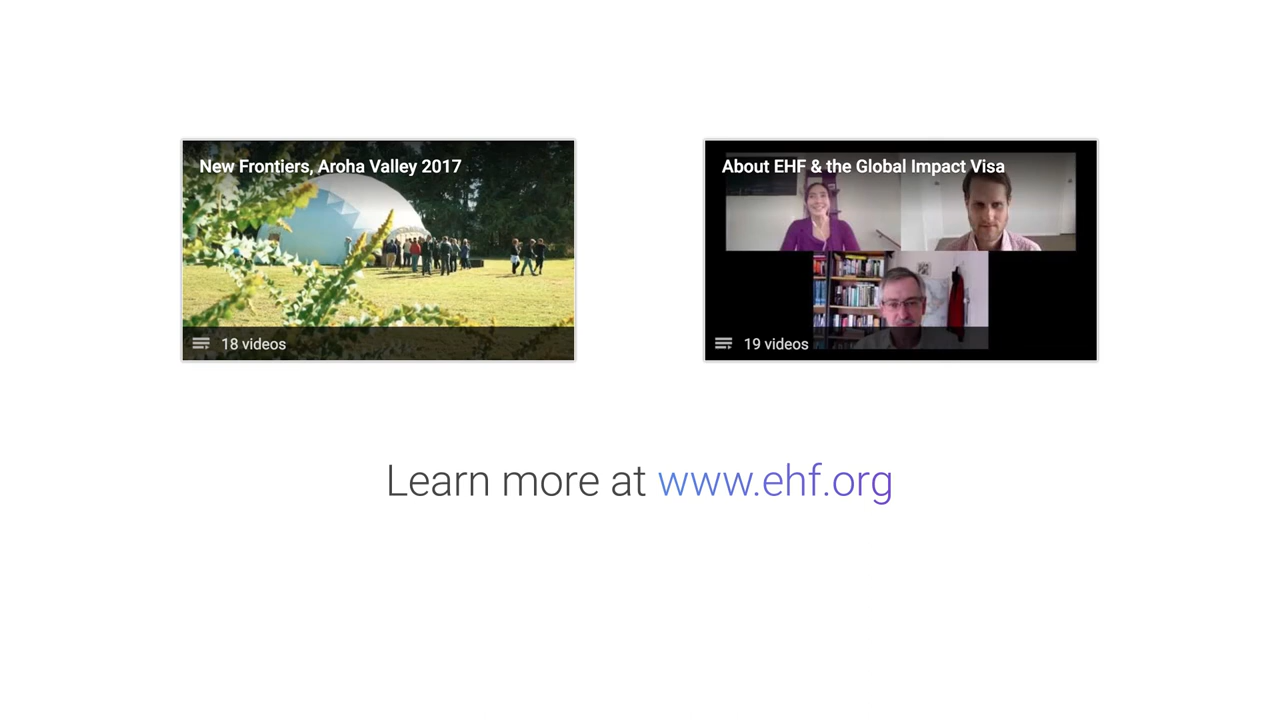 New Frontiers, Aroha Valley 2017
About EHF & the Global Impact Visa
18 videos
19 videos
Learn more at www.ehf.org